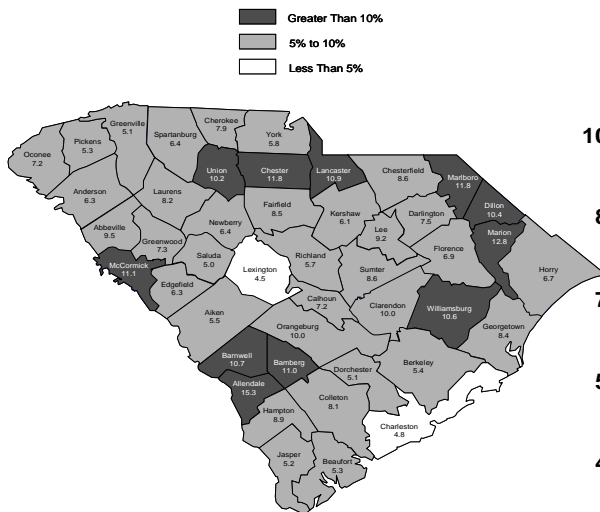 Greater Than 10%
5% to 10%
Less Than 5%
Cherokee
7.9
Greenville
5.1
Spartanburg
6.4
York
5.8
Pickens
5.3
Oconee
7.2
Union
10.2
Chester
11.8
Lancaster
10.9
Chesterfield
8.6
Marlboro
11.8
Anderson
6.3
Laurens
8.2
Fairfield
8.5
Kershaw
6.1
Darlington
7.5
Dillon
10.4
Abbeville
9.5
Greenwood
7.3
Newberry
6.4
Lee
9.2
Marion
12.8
McCormick
11.1
Saluda
5.0
Lexington
4.5
Richland
5.7
Sumter
8.6
Florence
6.9
Horry
6.7
Edgefield
6.3
Calhoun
7.2
Clarendon
10.0
Williamsburg
10.6
Aiken
5.5
Orangeburg
10.0
Georgetown
8.4
Barnwell
10.7
Bamberg
11.0
Dorchester
5.1
Berkeley
5.4
Allendale
15.3
Colleton
8.1
Hampton
8.9
Charleston
4.8
Jasper
5.2
Beaufort
5.3
10
8
7
5
4